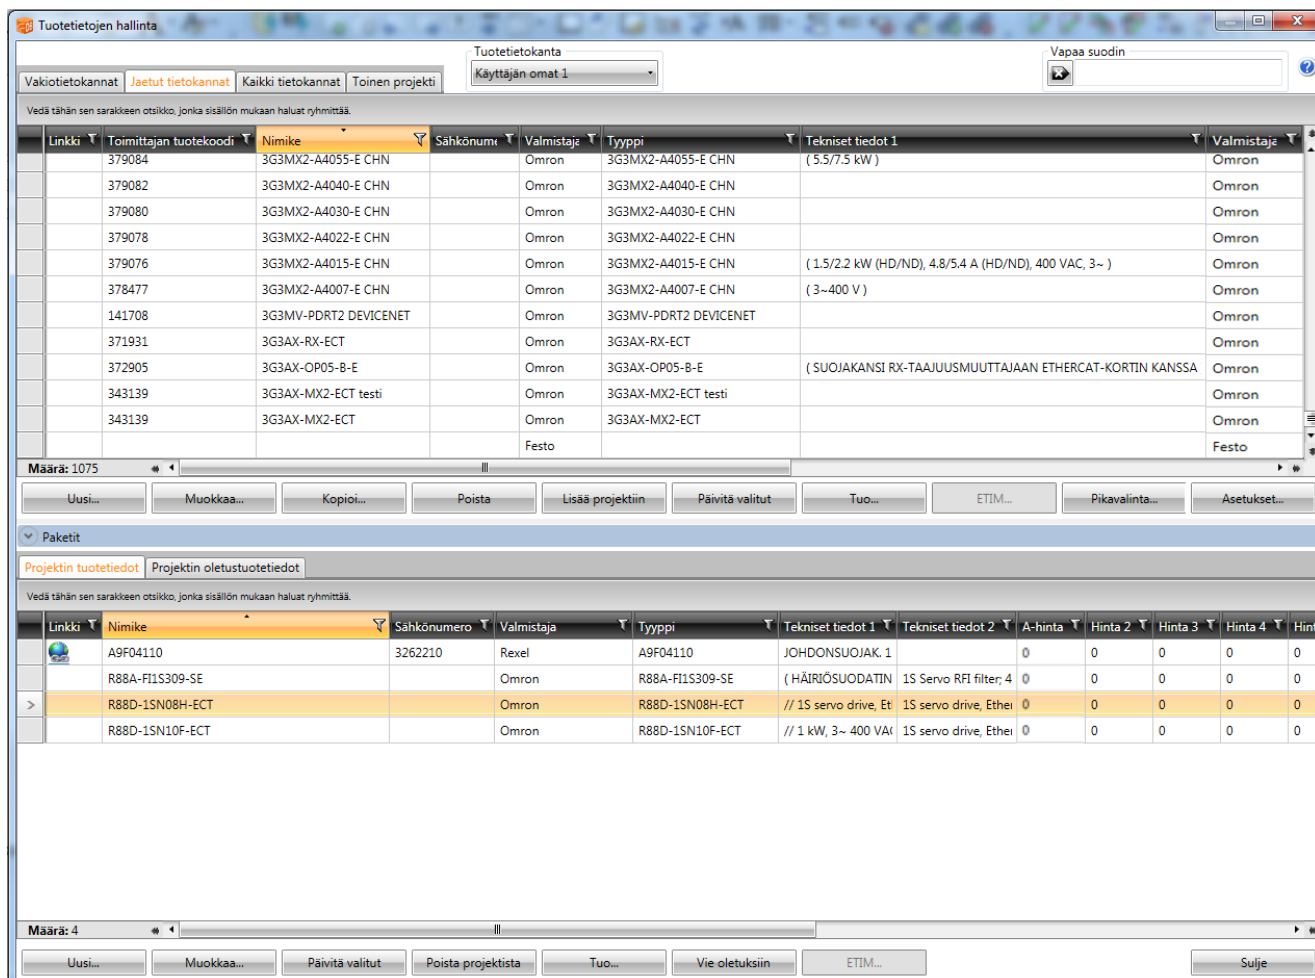 Tuotetietojen hallinta
Tuotetietokanta
Vapaa suodin
Käyttäjän omat 1
Vakiotietokannat Jaetut tietokannat Kaikki tietokannat Toinen projekti
Vedä tähän sen sarakkeen otsikko, jonka sisällön mukaan haluat ryhmittää.
Linkki Toimittajan tuotekoodi Nimike Sähkönume Valmistaja Tyyppi Tekniset tiedot 1 Valmistaja
379084 3G3MX2-A4055-E CHN Omron 3G3MX2-A4055-E CHN ( 5.5/7.5 kW ) Omron
379082 3G3MX2-A4040-E CHN Omron 3G3MX2-A4040-E CHN Omron
379080 3G3MX2-A4030-E CHN Omron 3G3MX2-A4030-E CHN Omron
379078 3G3MX2-A4022-E CHN Omron 3G3MX2-A4022-E CHN Omron
379076 3G3MX2-A4015-E CHN Omron 3G3MX2-A4015-E CHN ( 1.5/2.2 kW (HD/ND), 4.8/5.4 A (HD/ND), 400 VAC, 3~ ) Omron
378477 3G3MX2-A4007-E CHN Omron 3G3MX2-A4007-E CHN ( 3~400 V ) Omron
141708 3G3MV-PDRT2 DEVICENET Omron 3G3MV-PDRT2 DEVICENET Omron
371931 3G3AX-RX-ECT Omron 3G3AX-RX-ECT Omron
372905 3G3AX-OP05-B-E Omron 3G3AX-OP05-B-E ( SUOJAKANSI RX-TAAJUUSMUUTTAJAAN ETHERCAT-KORTIN KANSSA Omron
343139 3G3AX-MX2-ECT testi Omron 3G3AX-MX2-ECT testi Omron
343139 3G3AX-MX2-ECT Omron 3G3AX-MX2-ECT Omron
Festo Festo
Määrä: 1075
Uusi... Muokkaa... Kopioi... Poista Lisää projektiin Päivitä valitut Tuo... ETIM... Pikavalinta... Asetukset...
Paketit
Projektin tuotetiedot Projektin oletustuotetiedot
Vedä tähän sen sarakkeen otsikko, jonka sisällön mukaan haluat ryhmittää.
Linkki Nimike Sähkönumero Valmistaja Tyyppi Tekniset tiedot 1 Tekniset tiedot 2 A-hinta Hinta 2 Hinta 3 Hinta 4 Hint
A9F04110 3262210 Rexel A9F04110 JOHDONSUOJAK. 1 0 0 0 0 0
R88A-FI1S309-SE Omron R88A-FI1S309-SE ( HÄIRIÖSUODATIN 1S Servo RFI filter; 4 0 0 0 0 0
R88D-1SN08H-ECT Omron R88D-1SN08H-ECT // 1S servo drive, Etl 1S servo drive, Ether 0 0 0 0 0
R88D-1SN10F-ECT Omron R88D-1SN10F-ECT // 1 kW, 3~ 400 VA( 1S servo drive, Ether 0 0 0 0 0
Määrä: 4
Uusi... Muokkaa... Päivitä valitut Poista projektista Tuo... Vie oletuksiin ETIM... Sulje